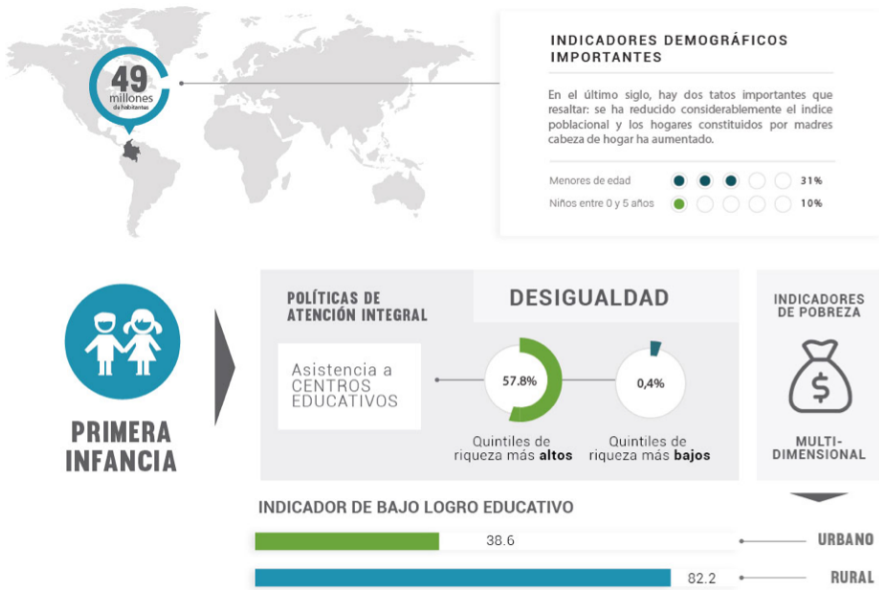 49
millones
de habitantes
INDICADORES DEMOGRÁFICOS
IMPORTANTES
En el último siglo, hay dos tatos importantes que
resaltar: se ha reducido considerablemente el indice
poblacional y los hogares constituidos por madres
cabeza de hogar ha aumentado.
Menores de edad 31%
Niños entre 0 y 5 años 10%
PRIMERA
INFANCIA
POLÍTICAS DE
ATENCIÓN INTEGRAL
DESIGUALDAD
Asistencia a
CENTROS
EDUCATIVOS
57.8%
Quintiles de
riqueza más altos
0,4%
Quintiles de
riqueza más bajos
INDICADORES
DE POBREZA
$
MULTI-
DIMENSIONAL
INDICADOR DE BAJO LOGRO EDUCATIVO
38.6 URBANO
82.2 RURAL